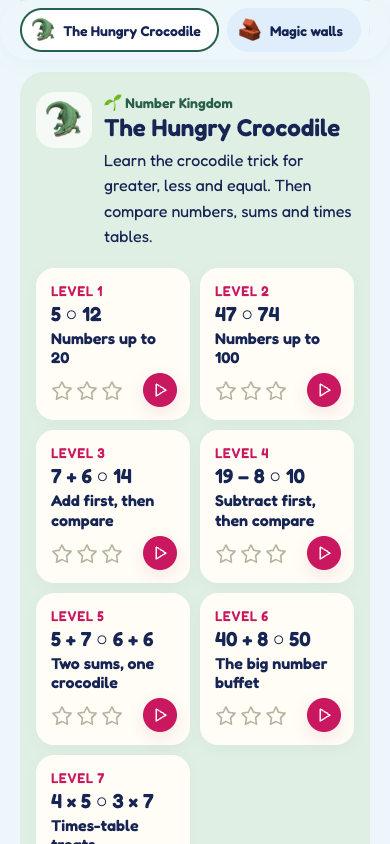 The Hungry Crocodile
Magic walls
Number Kingdom
The Hungry Crocodile
Learn the crocodile trick for
greater, less and equal. Then
compare numbers, sums and times
tables.
LEVEL 1
5 ○ 12
Numbers up to
20
LEVEL 2
47 ○ 74
Numbers up to
100
LEVEL 3
7 + 6 ○ 14
Add first, then
compare
LEVEL 4
19 – 8 ○ 10
Subtract first,
then compare
LEVEL 5
5 + 7 ○ 6 + 6
Two sums, one
crocodile
LEVEL 6
40 + 8 ○ 50
The big number
buffet
LEVEL 7
4 × 5 ○ 3 × 7
Times-table
treats